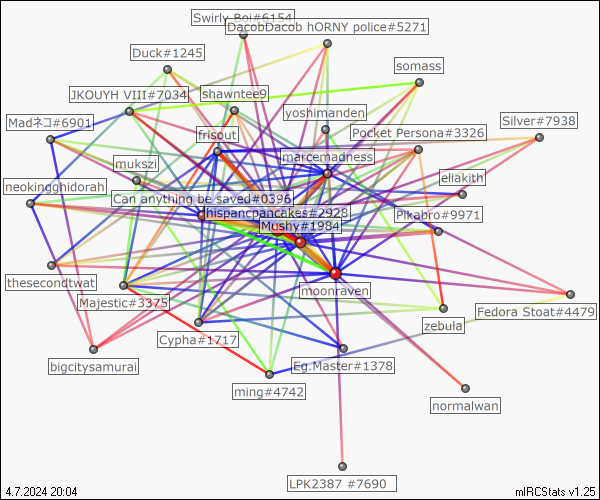 Swirly Boi#6154
DacobDacob hORNY police#5271
Duck#1245
somass
JKOUYH VIII#7034
shawntee9
yoshimanden
Silver#7938
Madネコ#6901
frisout
Pocket Persona#3326
marcemadness
mukszi
eliakith
neokingghidorah
Can anything be saved#0396
hispancpancakes#2928
Pikabro#9971
Mushy#1984
thesecondtwat
moonraven
Majestic#3375
Fedora Stoat#4479
zebula
Cypha#1717
bigcitysamurai
Eg.Master#1378
ming#4742
normalwan
LPK2387 #7690
4.7.2024 20:04
mIRCStats v1.25